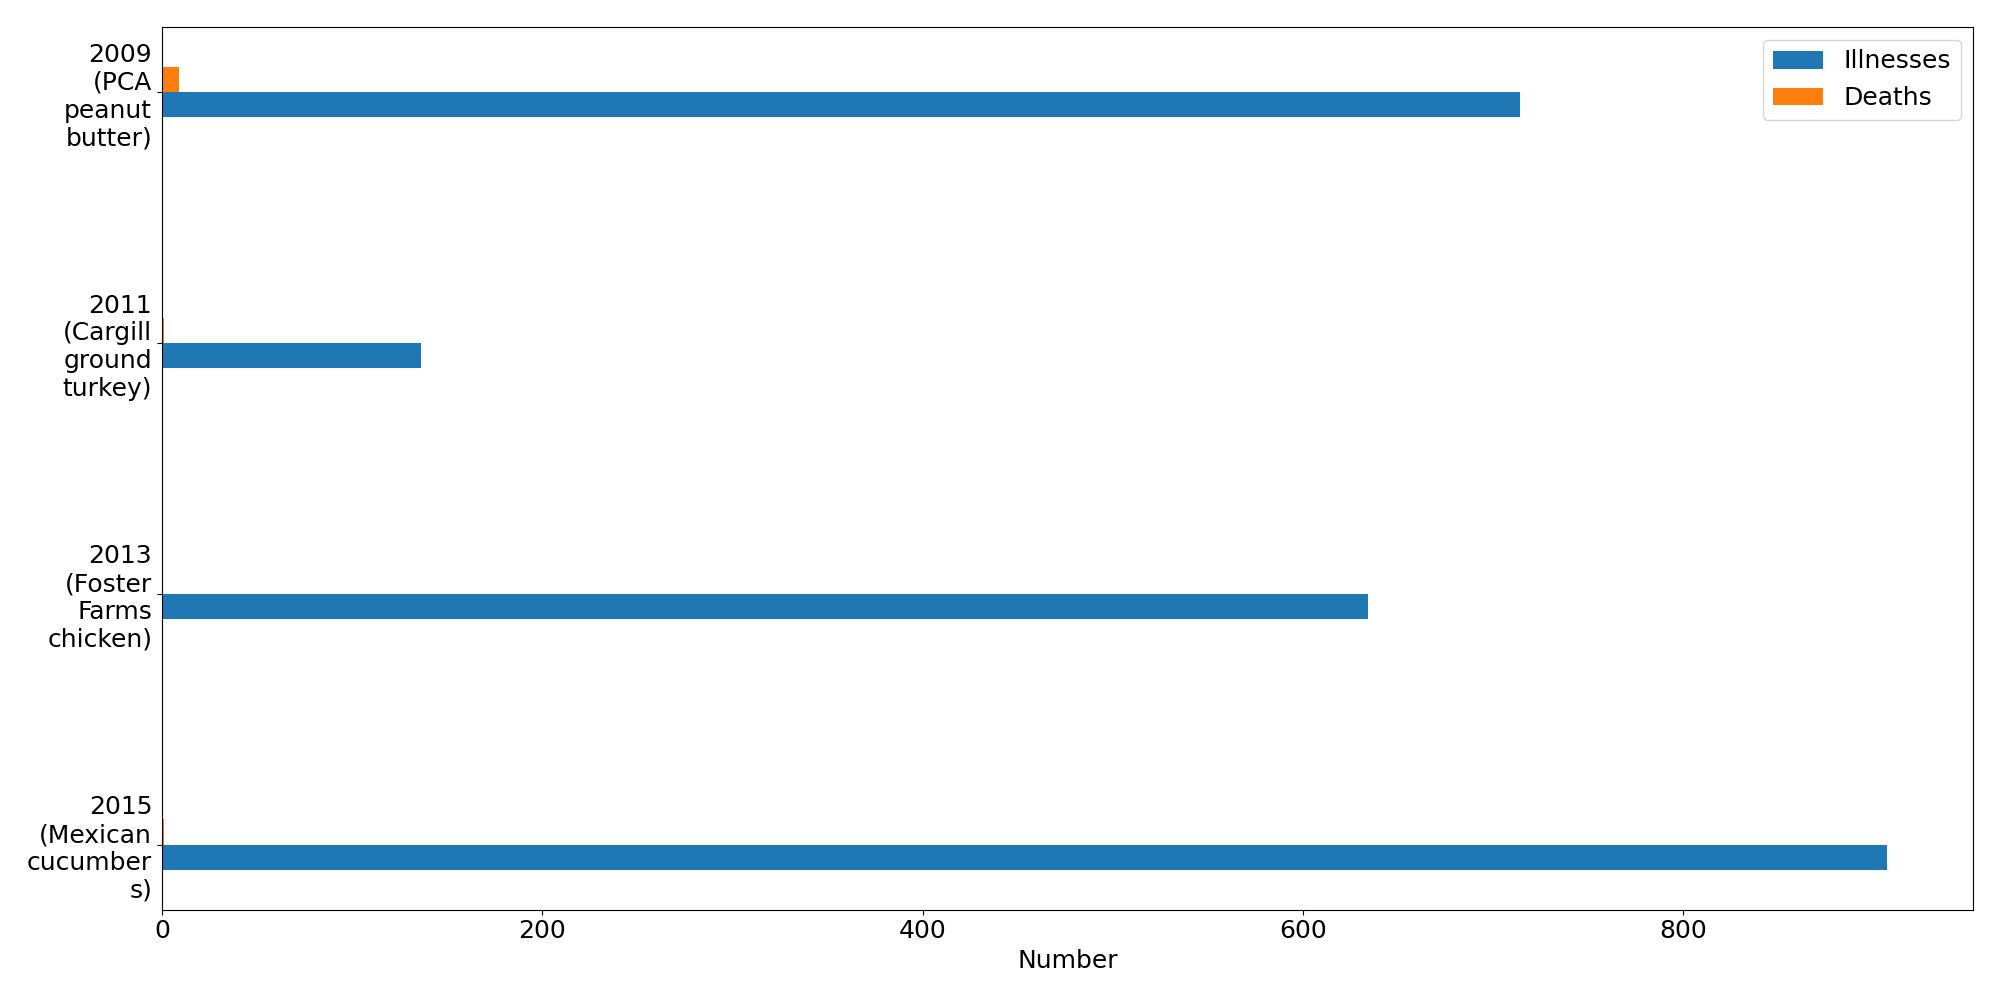 2009
(PCA
peanut
butter)
2011
(Cargill
ground
turkey)
2013
(Foster
Farms
chicken)
2015
(Mexican
cucumber
s)
0 200 400 600 800
Number
Illnesses
Deaths